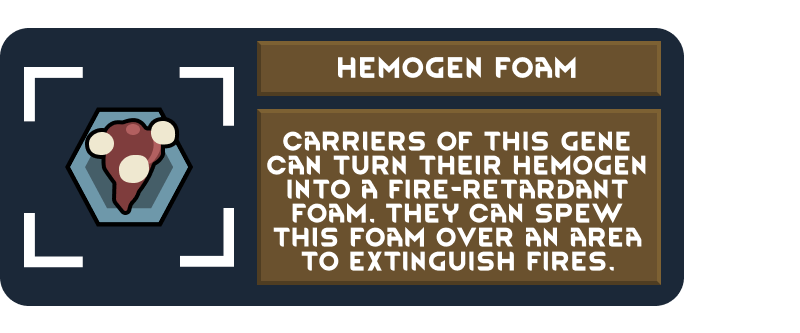 HEMOGEN FOAM
CARRIERS OF THIS GENE
CAN TURN THEIR HEMOGEN
INTO A FIRE-RETARDANT
FOAM. THEY CAN SPEW
THIS FOAM OVER AN AREA
TO EXTINGUISH FIRES.